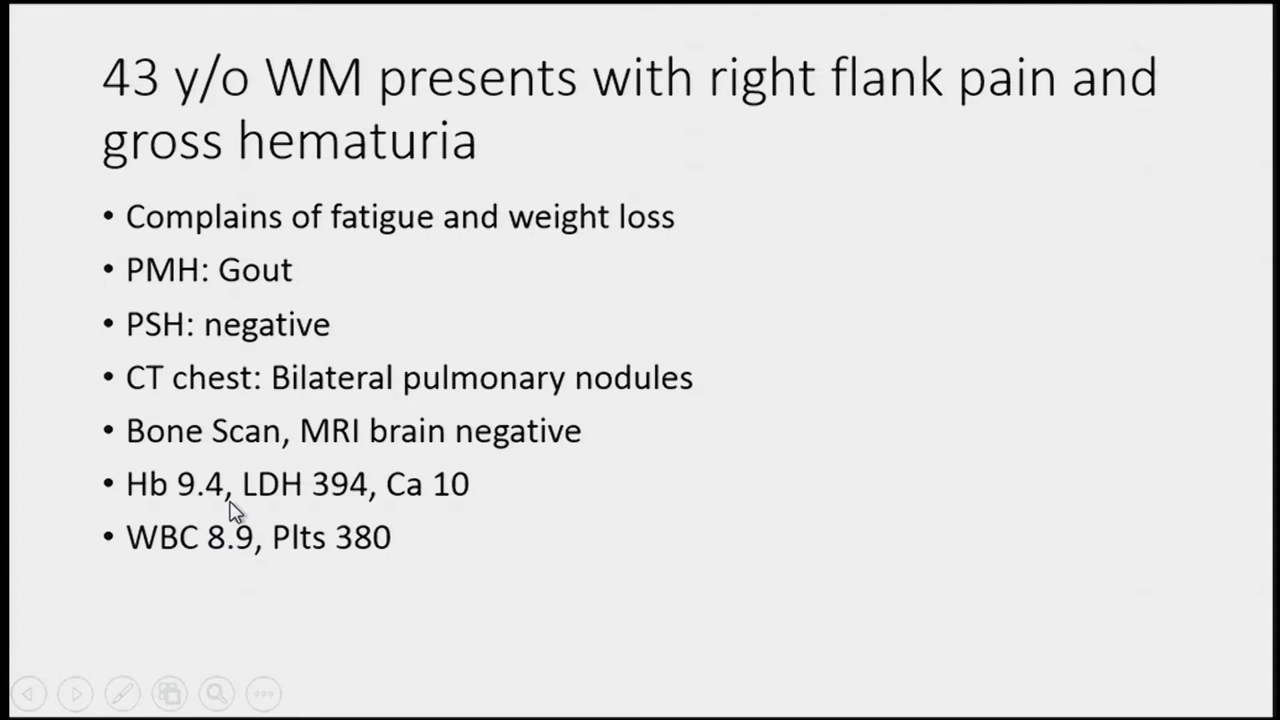 43 y/o WM presents with right flank pain and
gross hematuria
• Complains of fatigue and weight loss
• PMH: Gout
• PSH: negative
• CT chest: Bilateral pulmonary nodules
• Bone Scan, MRI brain negative
• Hb 9.4, LDH 394, Ca 10
• WBC 8.9, Plts 380